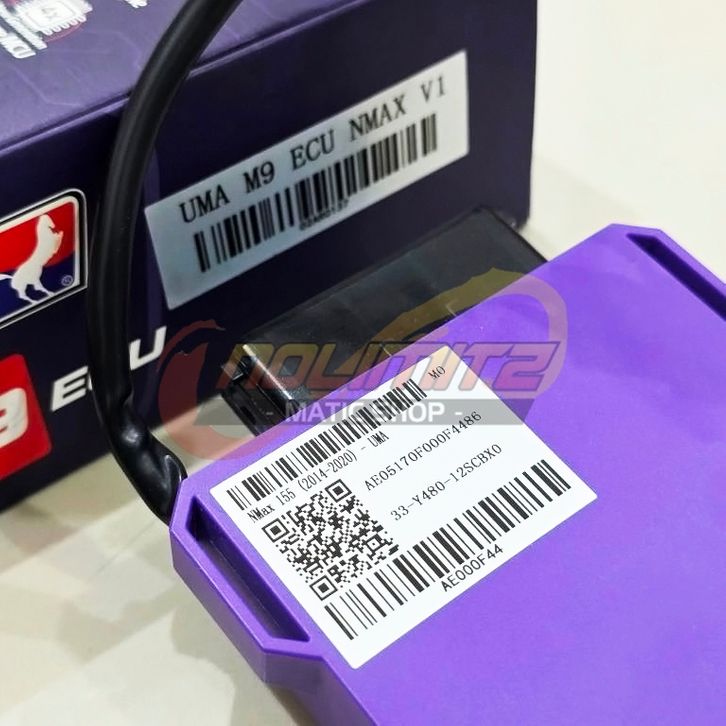 UMA M9 ECU NMAX V1
9 ECU
NOLIMITZ
- MATIC SHOP -
M0
NMax 155 (2014-2020) - UMA
AE05170F000F4486
33-Y480-12SCBX0
AE000F44